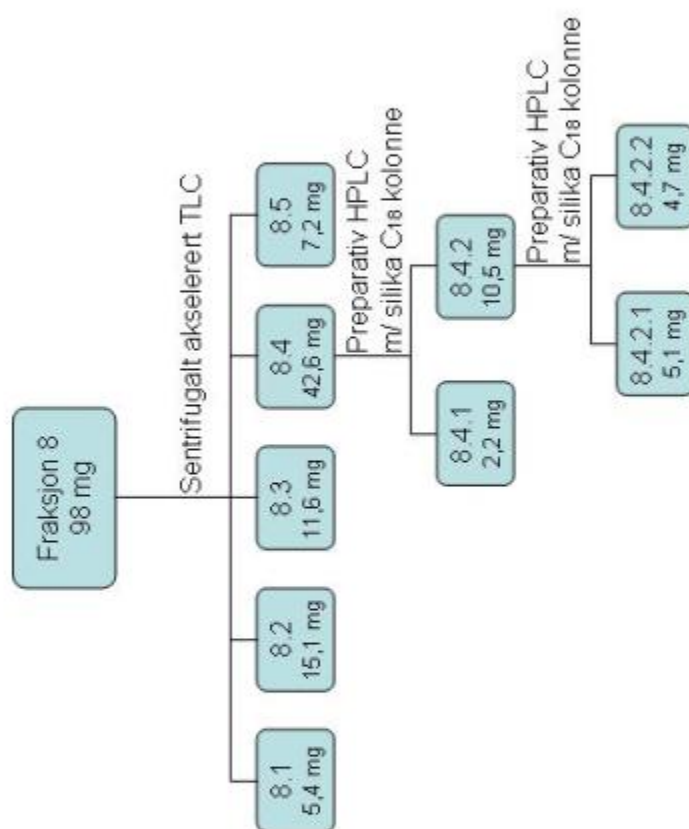 Fraksjon 8
98 mg
Sentrifugalt akselerert TLC
8.1
5,4 mg
8.2
15,1 mg
8.3
11,6 mg
8.4
42,6 mg
8.5
7,2 mg
Preparativ HPLC
m/ silika C₁₈ kolonne
8.4.1
2,2 mg
8.4.2
10,5 mg
Preparativ HPLC
m/ silika C₁₈ kolonne
8.4.2.1
5,1 mg
8.4.2.2
4,7 mg